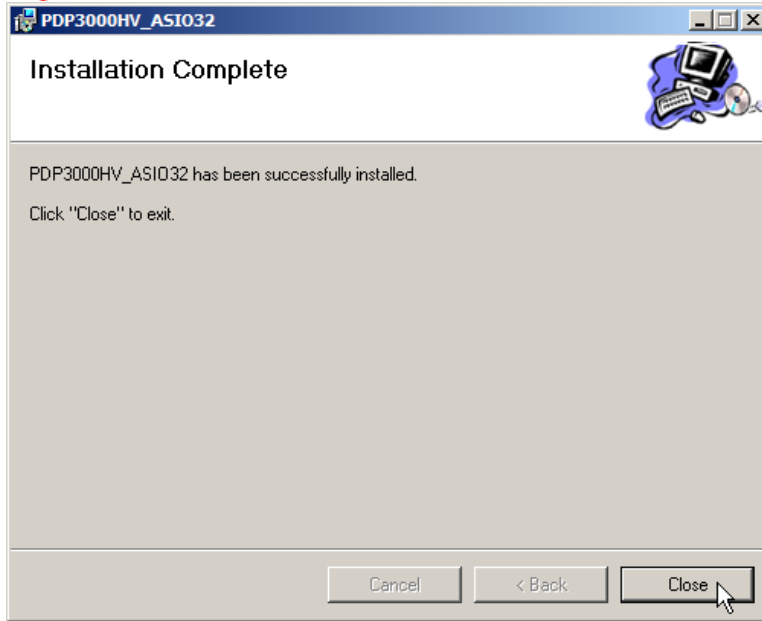 PDP3000HV_ASIO32
Installation Complete
PDP3000HV_ASIO32 has been successfully installed.
Click "Close" to exit.
Cancel
< Back
Close